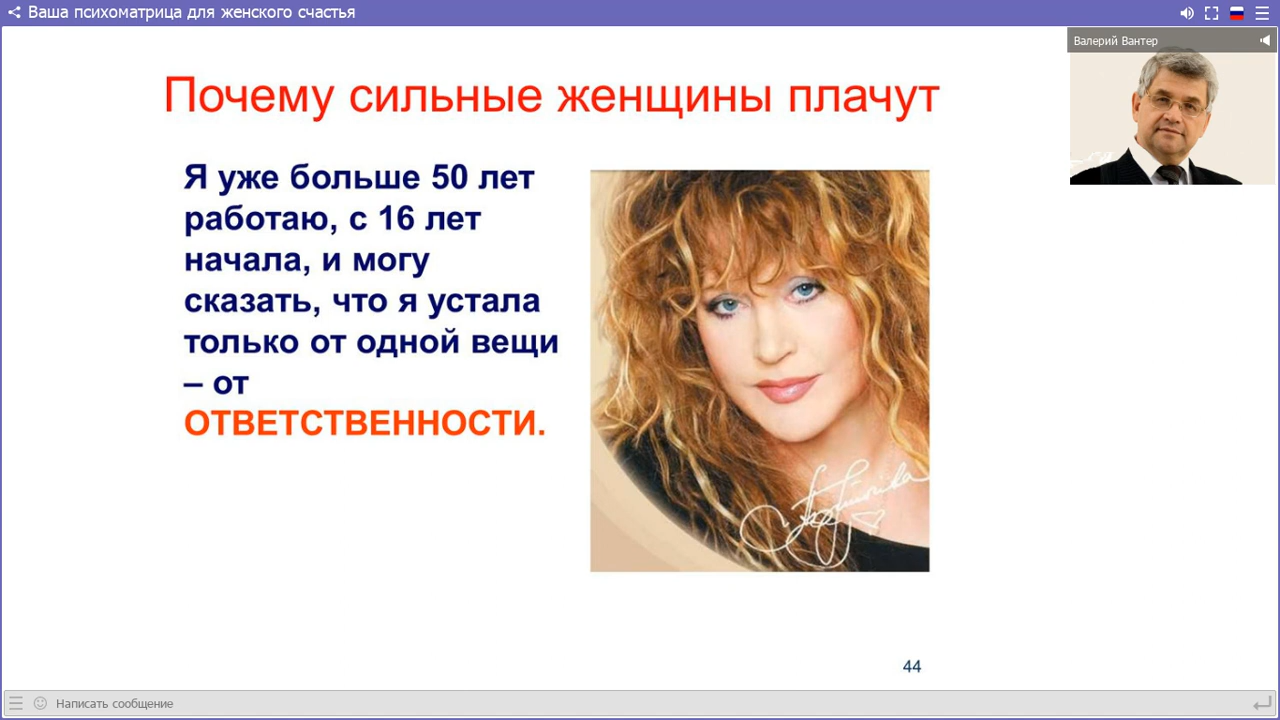 Ваша психоматрица для женского счастья
Валерий Вантер
Почему сильные женщины плачут
Я уже больше 50 лет
работаю, с 16 лет
начала, и могу
сказать, что я устала
только от одной вещи
– от
ОТВЕТСТВЕННОСТИ.
44
Написать сообщение